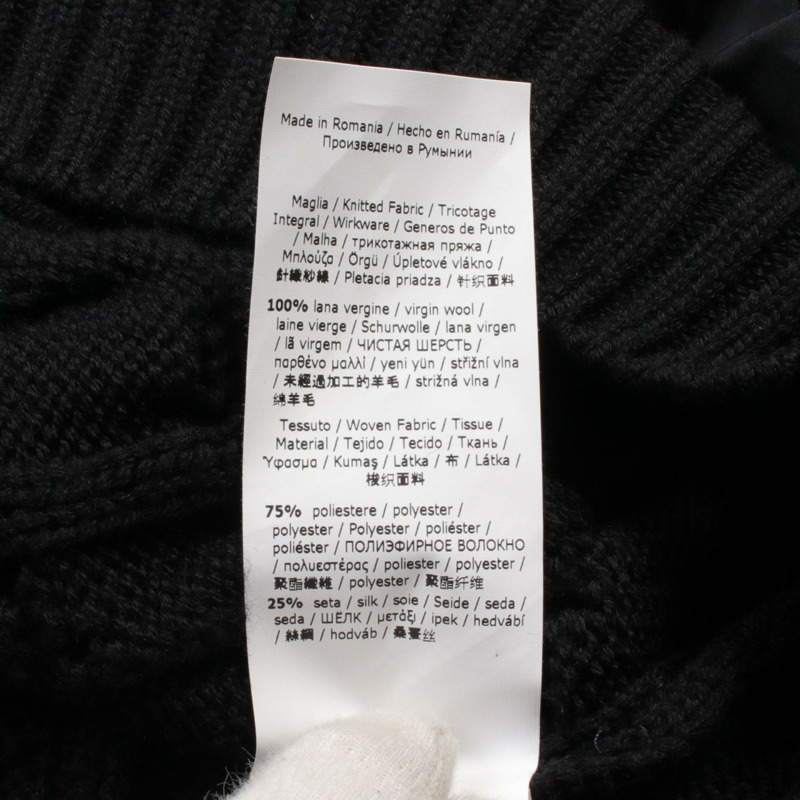 Made in Romania / Hecho en Rumanía /
Произведено в Румынии
Maglia / Knitted Fabric / Tricotage
Integral / Wirkware / Generos de Punto
/ Malha / трикотажная пряжа /
Μπλούζα / Örgü / Úpletové vlákno /
針織紗線 / Pletacia priadza / 针织面料
100% lana vergine / virgin wool /
laine vierge / Schurwolle / lana virgen
/ lã virgem / ЧИСТАЯ ШЕРСТЬ /
παρθένο μαλλί / yeni yün / střižní vlna
/ 未經過加工的羊毛 / strižná vlna /
绵羊毛
Tessuto / Woven Fabric / Tissue /
Material / Tejido / Tecido / Ткань /
Ύφασμα / Kumaş / Látka / 布 / Látka /
梭织面料
75% poliestere / polyester /
polyester / Polyester / poliéster /
poliéster / ПОЛИЭФИРНОЕ ВОЛОКНО
/ πολυεστέρας / poliester / polyester /
聚酯纖維 / polyester / 聚酯纤维
25% seta / silk / soie / Seide / seda /
seda / ШЁЛК / μετάξι / ipek / hedvábí
/ 絲綢 / hodváb / 桑蚕丝